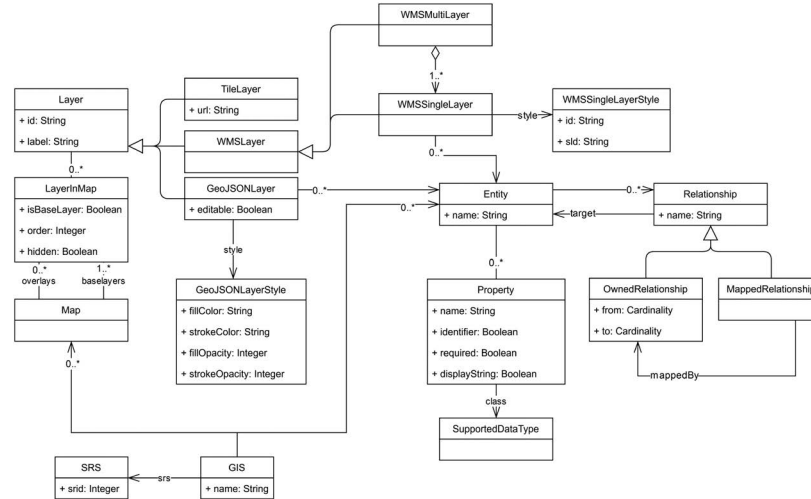 WMSMultiLayer
1..*
TileLayer
+ url: String
Layer
+ id: String
+ label: String
WMSSingleLayer
style
WMSSingleLayerStyle
+ id: String
+ sld: String
WMSLayer
0..*
0..*
LayerInMap
+ isBaseLayer: Boolean
+ order: Integer
+ hidden: Boolean
GeoJSONLayer
+ editable: Boolean
0..*
0..*
Entity
+ name: String
0..*
target
Relationship
+ name: String
style
0..*
overlays
1..*
baselayers
0..*
GeoJSONLayerStyle
+ fillColor: String
+ strokeColor: String
+ fillOpacity: Integer
+ strokeOpacity: Integer
Property
+ name: String
+ identifier: Boolean
+ required: Boolean
+ displayString: Boolean
OwnedRelationship
+ from: Cardinality
+ to: Cardinality
MappedRelationship
Map
0..*
mappedBy
class
SupportedDataType
SRS
+ srid: Integer
srs
GIS
+ name: String